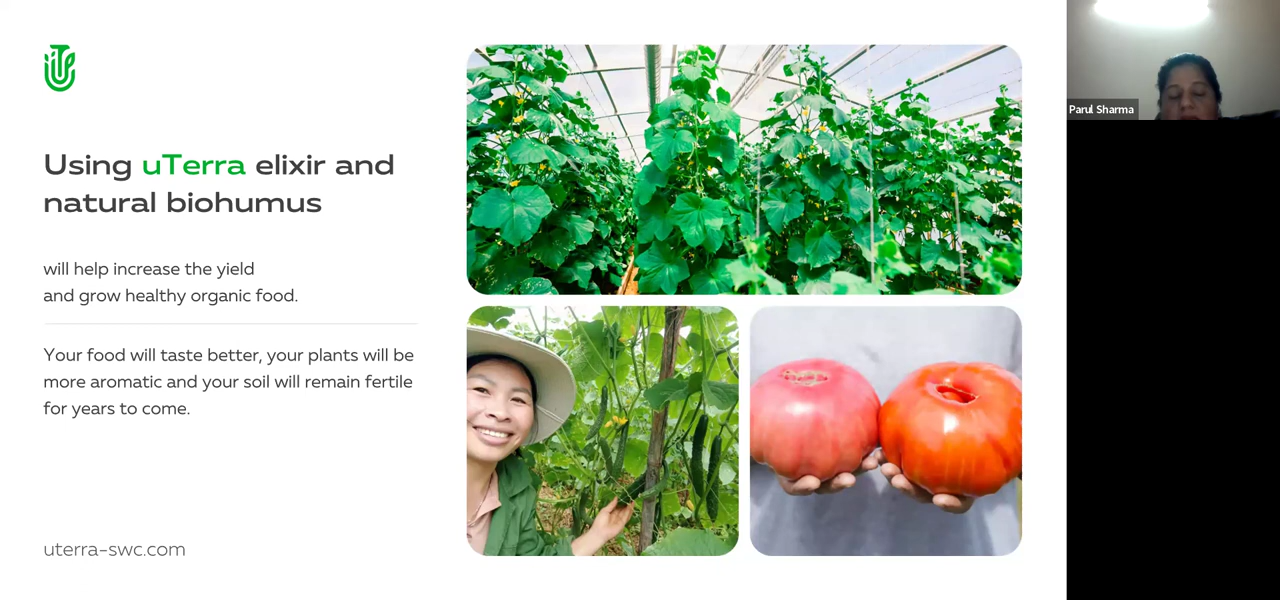 Using uTerra elixir and
natural biohumus
will help increase the yield
and grow healthy organic food.
Your food will taste better, your plants will be
more aromatic and your soil will remain fertile
for years to come.
uterra-swc.com
Parul Sharma